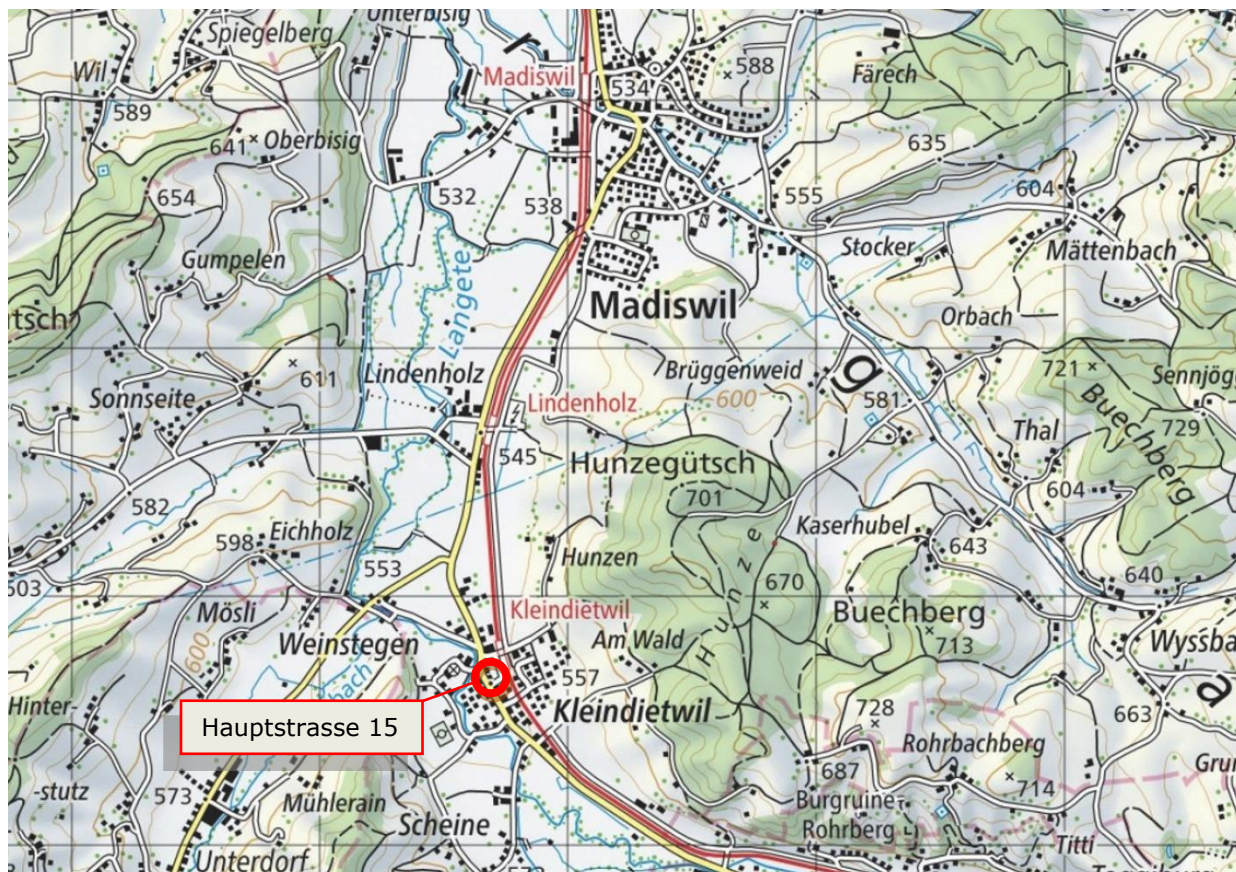 Unterbisig
Spiegelberg
Wil
589
Madiswil
534
588
Färech
641
Oberbisig
635
654
532
538
555
604
Gumpelen
Stocker
Mättenbach
Langete
Madiswil
Orbach
611
Lindenholz
Brüggenweid
600
g
721
Sonnseite
Lindenholz
581
Buechberg
729
545
Hunzegütsch
Thal
701
604
582
Kaserhubel
Eichholz
598
Hunzen
Hunze
643
553
670
640
Mösli
Kleindietwil
Buechberg
600
Weinstegen
Am Wald
713
557
Hinter-
Kleindietwil
728
663
Hauptstrasse 15
Rohrbachberg
687
714
-stutz
573
Mühlerain
Burgruine
Rohrberg
Scheine
Titti
Unterdorf